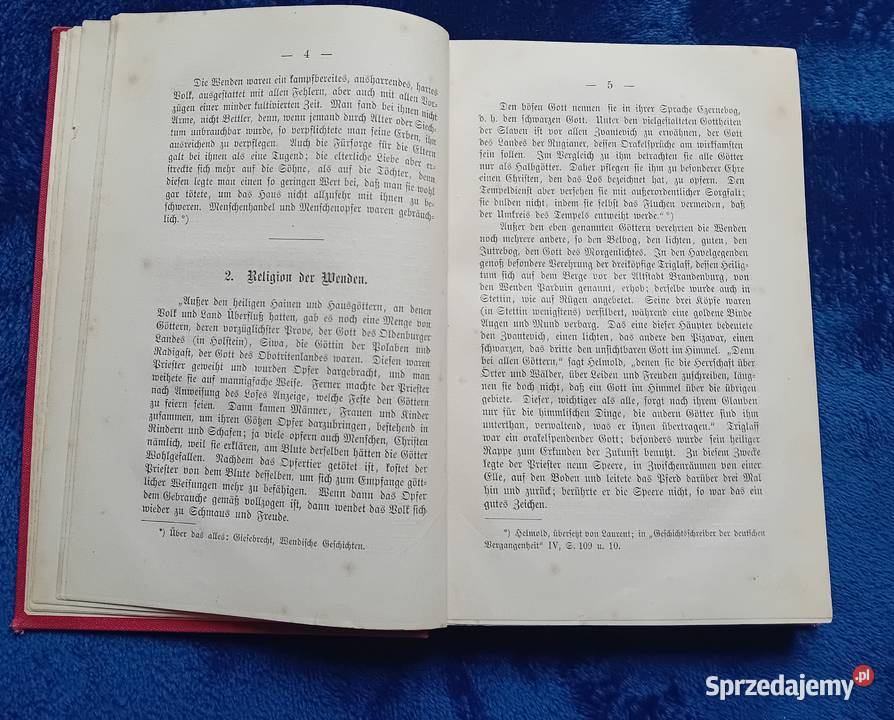 — 4 —
Die Wenden waren ein kampfbereites, ausharrendes, hartes
Volk, ausgestattet mit allen Fehlern, aber auch mit allen Vor-
zügen einer minder kultivierten Zeit. Man fand bei ihnen nicht
Arme, nicht Bettler, denn, wenn jemand durch Alter oder Siech-
tum unbrauchbar wurde, so verpflichtete man seine Erben, ihn
ausreichend zu verpflegen. Auch die Fürsorge für die Eltern
galt bei ihnen als eine Tugend; die elterliche Liebe aber er-
streckte sich mehr auf die Söhne, als auf die Töchter, denn
diesen legte man einen so geringen Wert bei, daß man sie wohl
gar tötete, um das Haus nicht allzusehr mit ihnen zu be-
schweren. Menschenhandel und Menschenopfer waren gebräuch-
lich.*)
2. Religion der Wenden.
„Außer den heiligen Hainen und Hausgöttern, an denen
Volk und Land Überfluß hatten, gab es noch eine Menge von
Göttern, deren vorzüglichster Prove, der Gott des Oldenburger
Landes (in Holstein), Siwa, die Göttin der Polaben und
Radigast, der Gott des Obotritenlandes waren. Diesen waren
Priester geweiht und wurden Opfer dargebracht, und man
weihete sie auf mannigfache Weise. Ferner machte der Priester
nach Anweisung des Loses Anzeige, welche Feste den Göttern
zu feiern seien. Dann kamen Männer, Frauen und Kinder
zusammen, um ihren Götzen Opfer darzubringen, bestehend in
Rindern und Schafen; ja viele opfern auch Menschen, Christen
nämlich, weil sie erklären, am Blute derselben hätten die Götter
Wohlgefallen. Nachdem das Opfertier getötet ist, kostet der
Priester von dem Blute desselben, um sich zum Empfange gött-
licher Weisungen mehr zu befähigen. Wenn dann das Opfer
dem Gebrauche gemäß vollzogen ist, dann wendet das Volk sich
wieder zu Schmaus und Freude.
*) Über das alles: Giesebrecht, Wendische Geschichten.
— 5 —
Den bösen Gott nennen sie in ihrer Sprache Czernebog,
d. h. den schwarzen Gott. Unter den vielgestalteten Gottheiten
der Slaven ist vor allen Zvantevich zu erwähnen, der Gott
des Landes der Rugianer, dessen Orakelsprüche am wirksamsten
sein sollen. Im Vergleich zu ihm betrachten sie alle Götter
nur als Halbgötter. Daher pflegen sie ihm zu besonderer Ehre
einen Christen, den das Los bezeichnet hat, zu opfern. Den
Tempeldienst aber versehen sie mit außerordentlicher Sorgfalt;
sie dulden nicht, indem sie selbst das Fluchen vermeiden, daß
der Umkreis des Tempels entweiht werde.“*)
Außer den eben genannten Göttern verehrten die Wenden
noch mehrere andere, so den Belbog, den lichten, guten, den
Jutrebog, den Gott des Morgenlichtes. In den Havelgegenden
genoß besondere Verehrung der dreiköpfige Triglaff, dessen Heilig-
tum sich auf dem Berge vor der Altstadt Brandenburg, von
den Wenden Parduin genannt, erhob; derselbe wurde auch in
Stettin, wie auf Rügen angebetet. Seine drei Köpfe waren
(in Stettin wenigstens) versilbert, während eine goldene Binde
Augen und Mund verbarg. Das eine dieser Häupter bedeutete
den Zvantevich, einen lichten, das andere den Pizavar, einen
schwarzen, das dritte den unsichtbaren Gott im Himmel. „Denn
bei allen Göttern,“ sagt Helmold, „denen sie die Herrschaft über
Örter und Wälder, über Leiden und Freuden zuschreiben, läug-
nen sie doch nicht, daß ein Gott im Himmel über die übrigen
gebiete. Dieser, wichtiger als alle, sorgt nach ihrem Glauben
nur für die himmlischen Dinge, die andern Götter sind ihm
unterthan, verwaltend, was er ihnen übertragen.“ Triglaff
war ein orakelspendender Gott; besonders wurde sein heiliger
Rappe zum Erkunden der Zukunft benutzt. Zu diesem Zwecke
legte der Priester neun Speere, in Zwischenräumen von einer
Elle, auf den Boden und leitete das Pferd darüber drei Mal
hin und zurück; berührte er die Speere nicht, so war das ein
gutes Zeichen.
*) Helmold, übersetzt von Laurent; in „Geschichtschreiber der deutschen
Vergangenheit“ IV, S. 109 u. 10.
Sprzedajemy.pl